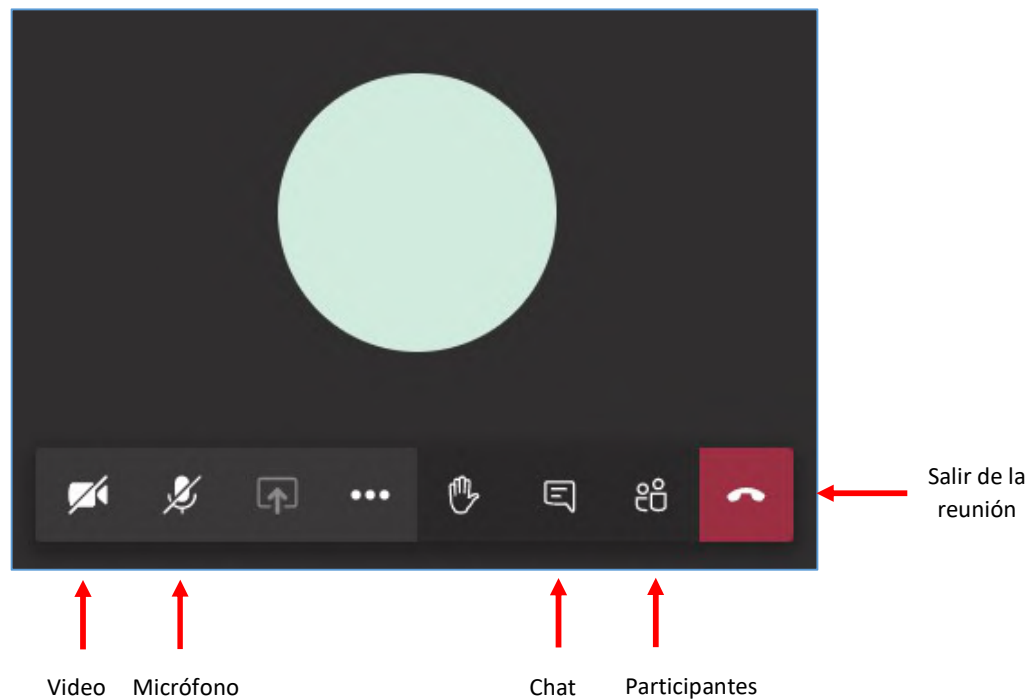 Salir de la
reunión
Video
Micrófono
Chat
Participantes